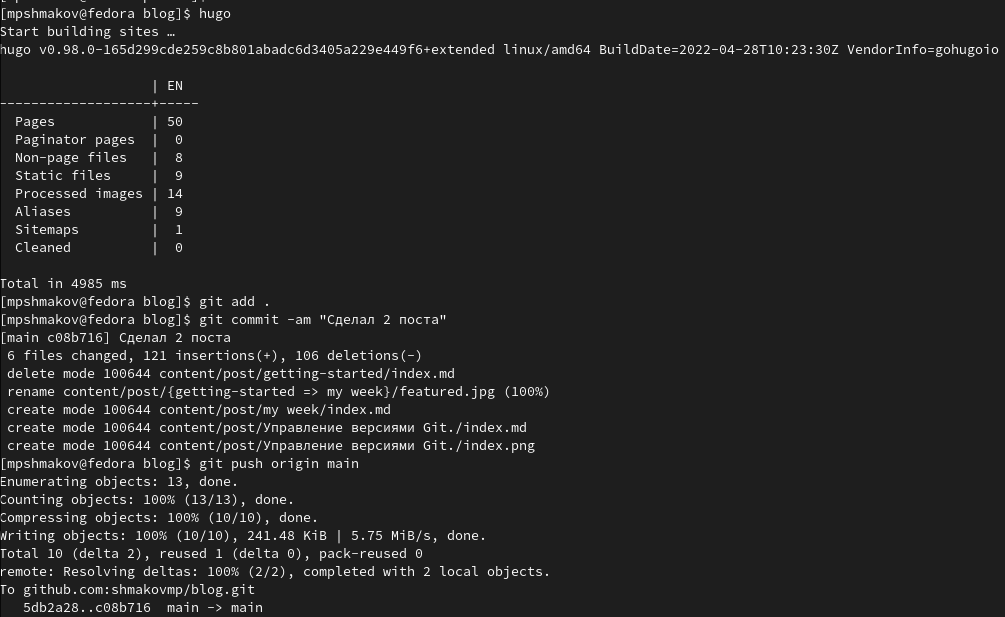 [mpshmakov@fedora blog]$ hugo
Start building sites …
hugo v0.98.0-165d299cde259c8b801abadc6d3405a229e449f6+extended linux/amd64 BuildDate=2022-04-28T10:23:30Z VendorInfo=gohugoio

                   | EN
-------------------+-----
  Pages            | 50
  Paginator pages  |  0
  Non-page files   |  8
  Static files     |  9
  Processed images | 14
  Aliases          |  9
  Sitemaps         |  1
  Cleaned          |  0

Total in 4985 ms
[mpshmakov@fedora blog]$ git add .
[mpshmakov@fedora blog]$ git commit -am "Сделал 2 поста"
[main c08b716] Сделал 2 поста
 6 files changed, 121 insertions(+), 106 deletions(-)
 delete mode 100644 content/post/getting-started/index.md
 rename content/post/{getting-started => my week}/featured.jpg (100%)
 create mode 100644 content/post/my week/index.md
 create mode 100644 content/post/Управление версиями Git./index.md
 create mode 100644 content/post/Управление версиями Git./index.png
[mpshmakov@fedora blog]$ git push origin main
Enumerating objects: 13, done.
Counting objects: 100% (13/13), done.
Compressing objects: 100% (10/10), done.
Writing objects: 100% (10/10), 241.48 KiB | 5.75 MiB/s, done.
Total 10 (delta 2), reused 1 (delta 0), pack-reused 0
remote: Resolving deltas: 100% (2/2), completed with 2 local objects.
To github.com:shmakovmp/blog.git
   5db2a28..c08b716  main -> main